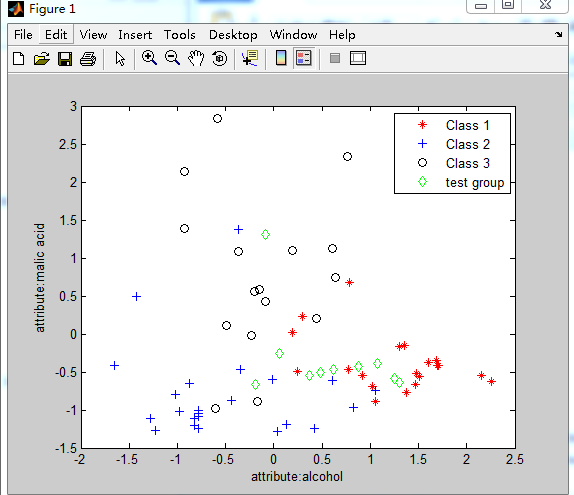 Figure 1
File Edit View Insert Tools Desktop Window Help
3
2.5
2
1.5
1
0.5
0
-0.5
-1
-1.5
-2 -1.5 -1 -0.5 0 0.5 1 1.5 2 2.5
attribute:malic acid
attribute:alcohol
Class 1
Class 2
Class 3
test group